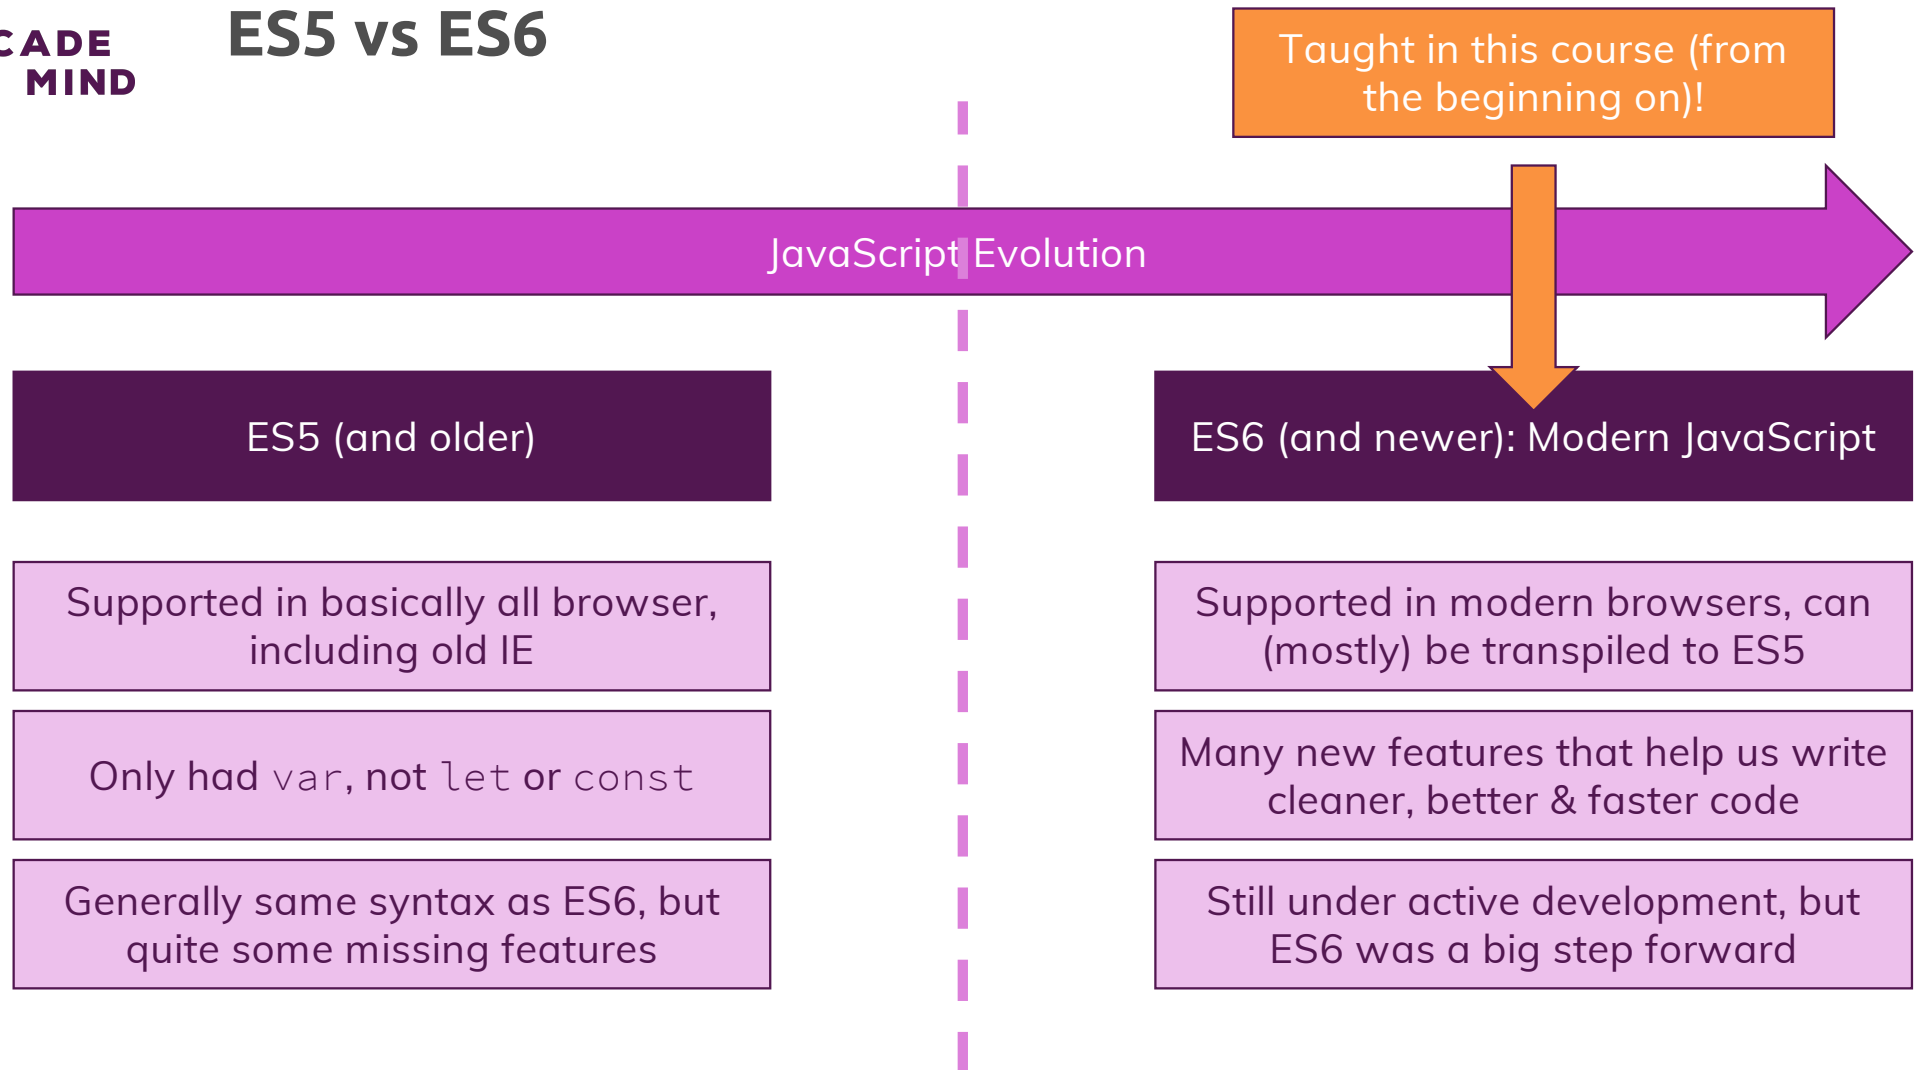 CADE
MIND
ES5 vs ES6
Taught in this course (from
the beginning on)!
JavaScript Evolution
ES5 (and older)
ES6 (and newer): Modern JavaScript
Supported in basically all browser,
including old IE
Supported in modern browsers, can
(mostly) be transpiled to ES5
Only had var, not let or const
Many new features that help us write
cleaner, better & faster code
Generally same syntax as ES6, but
quite some missing features
Still under active development, but
ES6 was a big step forward